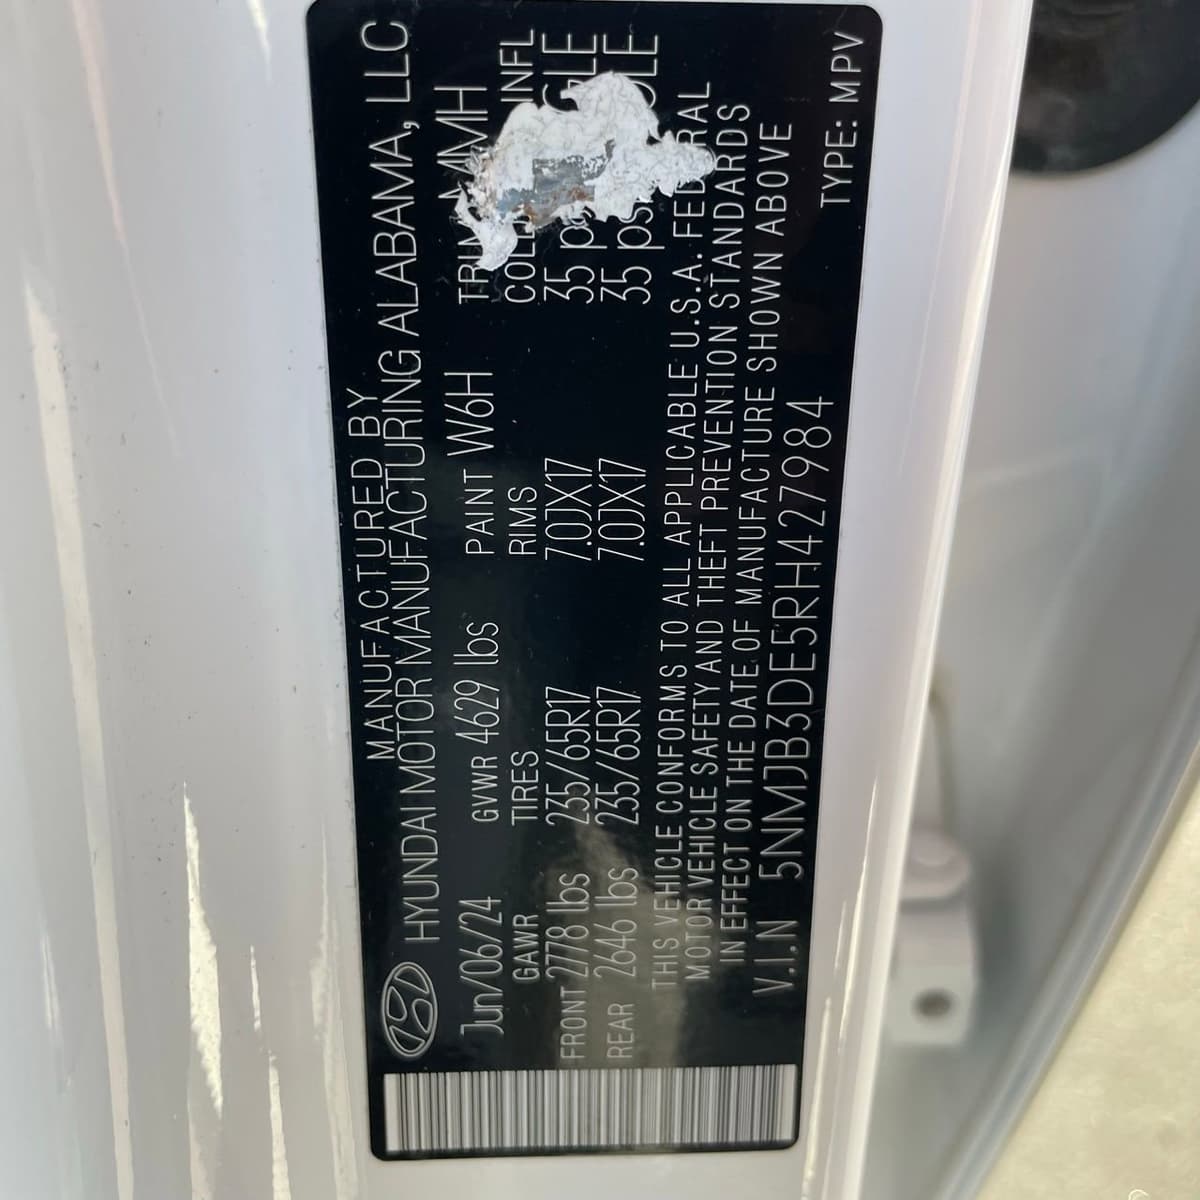 MANUFACTURED BY
HYUNDAI MOTOR MANUFACTURING ALABAMA, LLC
Jun/06/24 GVWR 4629 lbs PAINT W6H
GAWR TIRES RIMS INFL
FRONT 2778 lbs 235/65R17 7.0JX17 35
REAR 2646 lbs 235/65R17 7.0JX17 35
THIS VEHICLE CONFORMS TO ALL APPLICABLE U.S.A. FEDERAL
MOTOR VEHICLE SAFETY AND THEFT PREVENTION STANDARDS
IN EFFECT ON THE DATE OF MANUFACTURE SHOWN ABOVE
V.I.N 5NMJB3DE5RH427984 TYPE: MPV